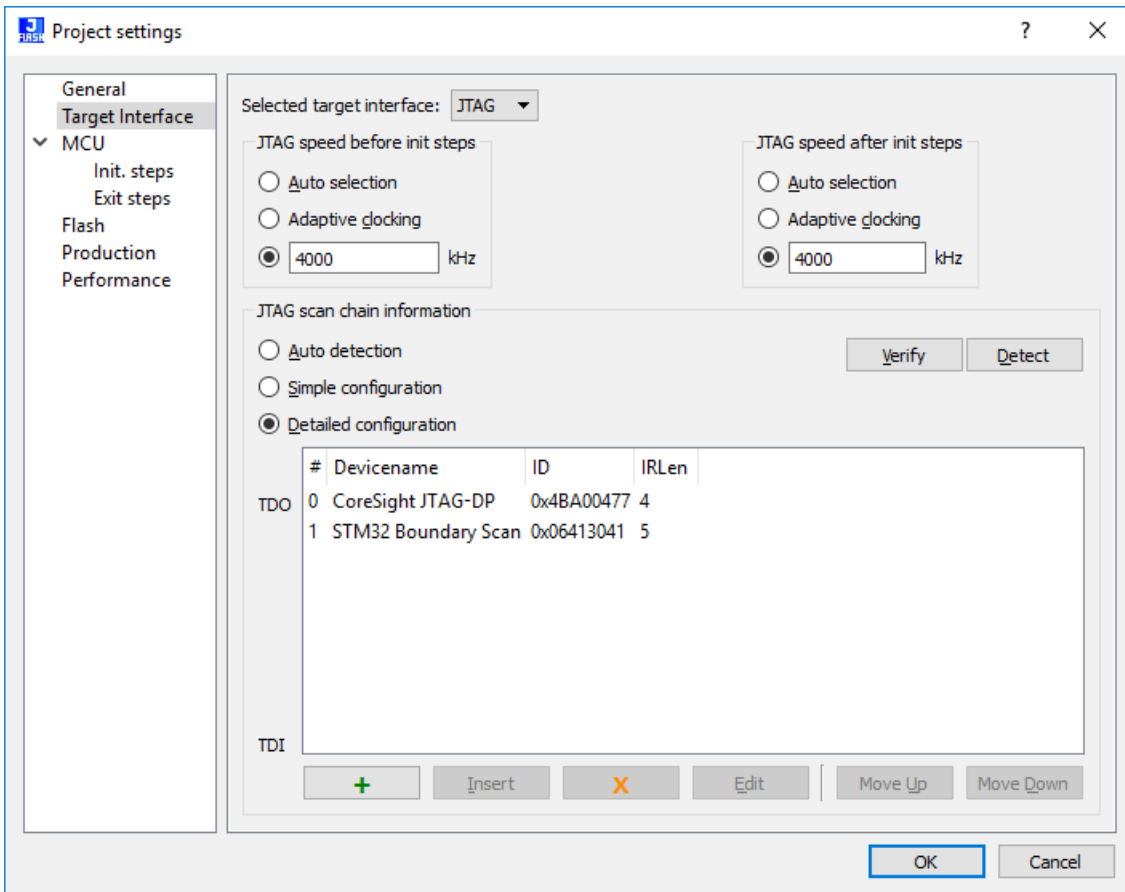 J FlASH Project settings ?
General
Target Interface
MCU
Init. steps
Exit steps
Flash
Production
Performance
Selected target interface: JTAG
JTAG speed before init steps
Auto selection
Adaptive clocking
4000 kHz
JTAG speed after init steps
Auto selection
Adaptive clocking
4000 kHz
JTAG scan chain information
Auto detection
Simple configuration
Detailed configuration
Verify Detect
# Devicename ID IRLen
TDO
0 CoreSight JTAG-DP 0x4BA00477 4
1 STM32 Boundary Scan 0x06413041 5
TDI
+ Insert X Edit Move Up Move Down
OK Cancel